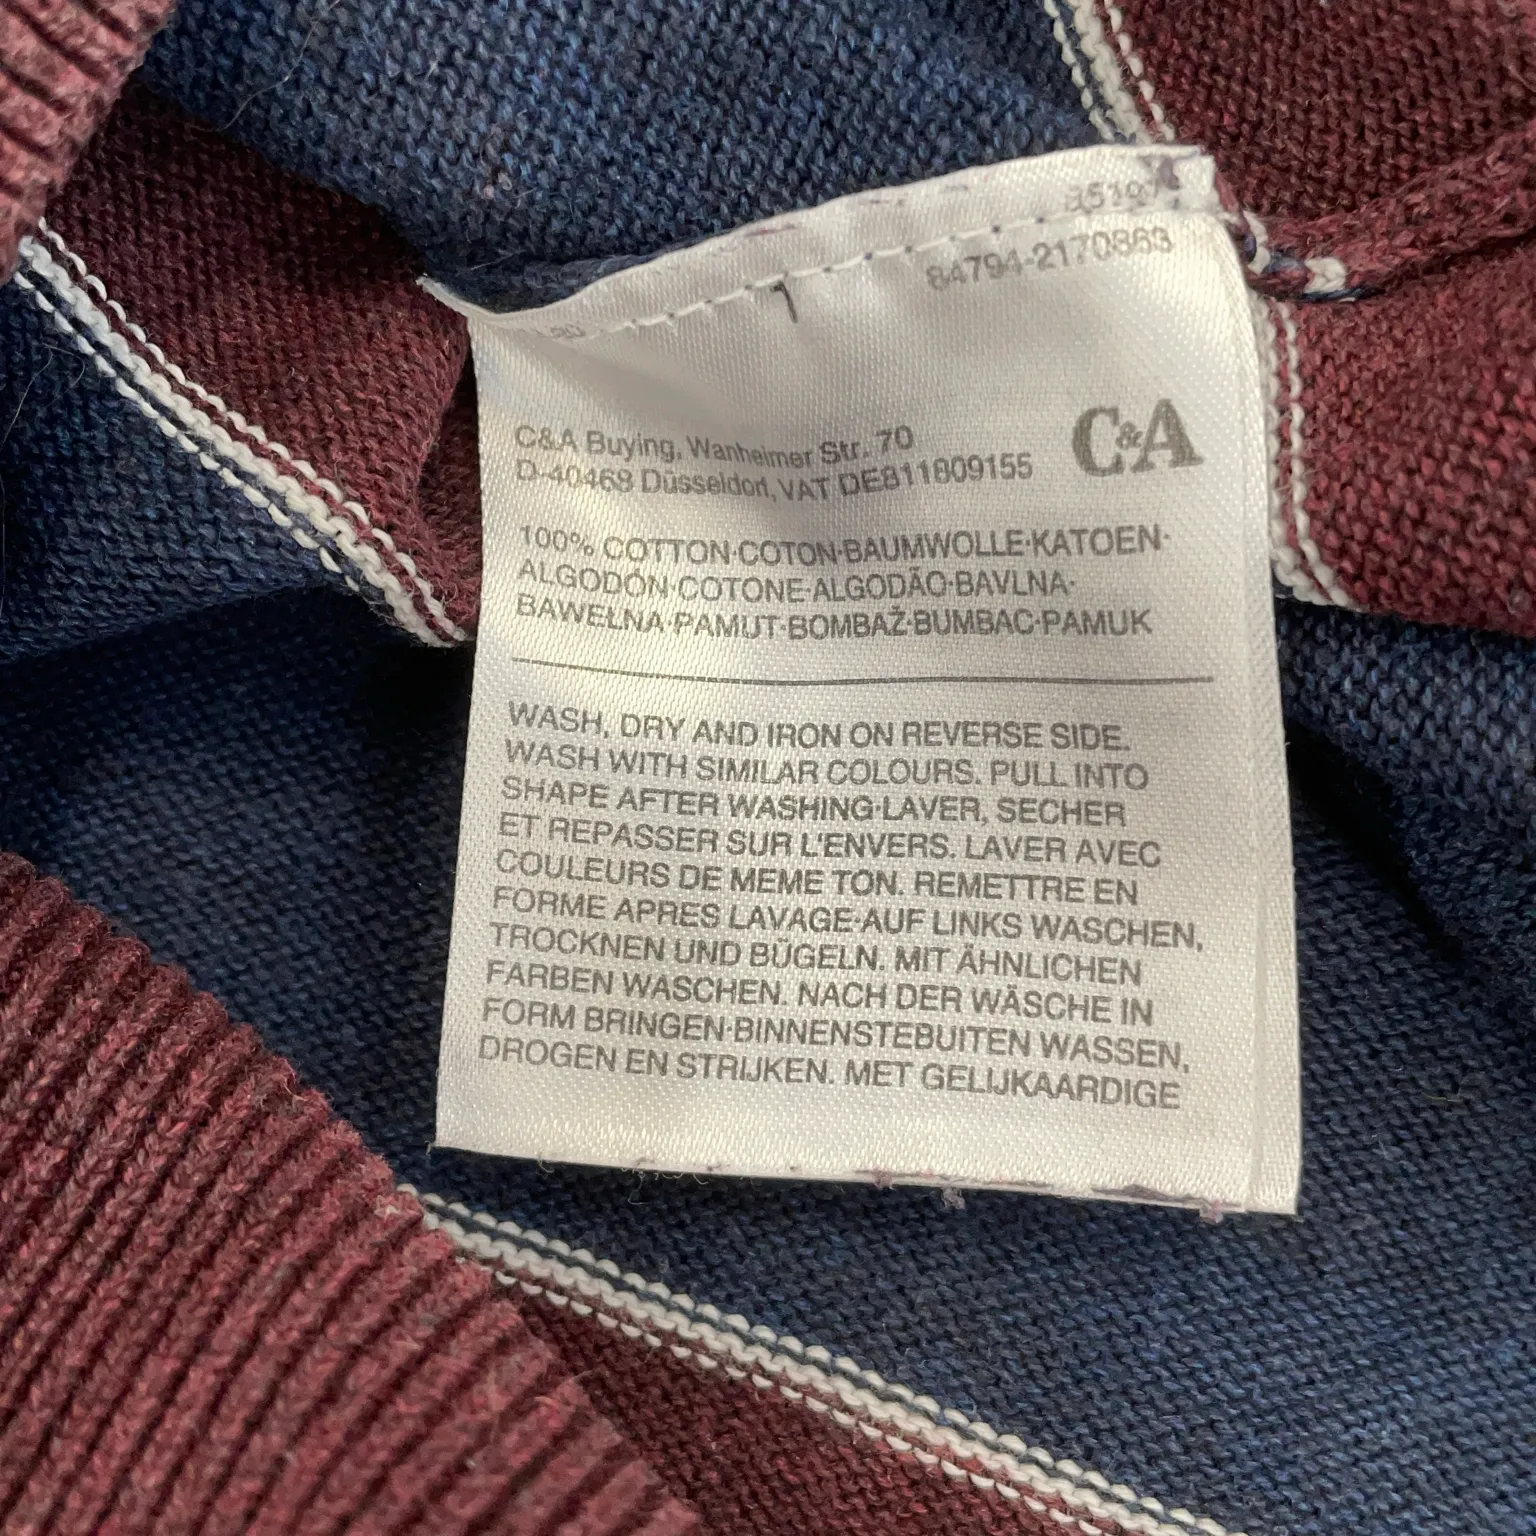 84794-2170863
1
C&A
C&A Buying, Wanheimer Str. 70
D-40468 Düsseldorf, VAT DE811809155
100% COTTON·COTON·BAUMWOLLE·KATOEN·
ALGODÓN·COTONE·ALGODÃO·BAVLNA·
BAWEŁNA·PAMUT·BOMBAŽ·BUMBAC·PAMUK
WASH, DRY AND IRON ON REVERSE SIDE.
WASH WITH SIMILAR COLOURS. PULL INTO
SHAPE AFTER WASHING·LAVER, SECHER
ET REPASSER SUR L'ENVERS. LAVER AVEC
COULEURS DE MEME TON. REMETTRE EN
FORME APRES LAVAGE·AUF LINKS WASCHEN,
TROCKNEN UND BÜGELN. MIT ÄHNLICHEN
FARBEN WASCHEN. NACH DER WÄSCHE IN
FORM BRINGEN·BINNENSTEBUITEN WASSEN,
DROGEN EN STRIJKEN. MET GELIJKAARDIGE